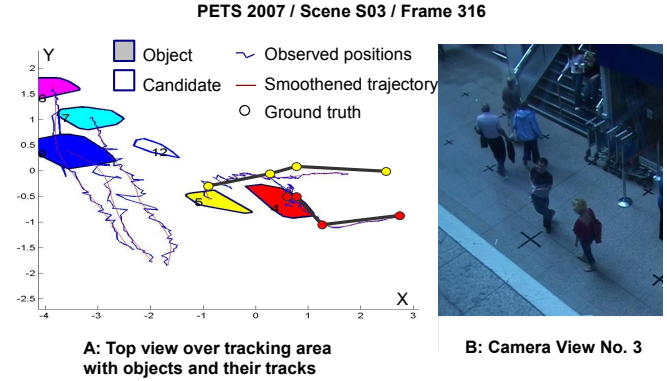 PETS 2007 / Scene S03 / Frame 316
Y
Object
Observed positions
Candidate
Smoothened trajectory
Ground truth
2
1.5
1
0.5
0
-0.5
-1
-1.5
-2
-2.5
6
7
12
5
4
X
-4 -3 -2 -1 0 1 2 3
A: Top view over tracking area
with objects and their tracks
B: Camera View No. 3